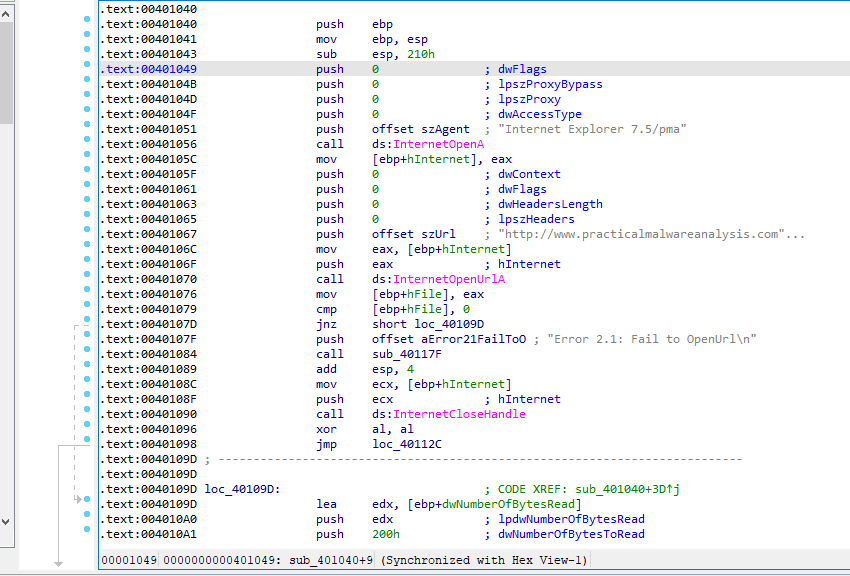 .text:00401040
.text:00401040 push ebp
.text:00401041 mov ebp, esp
.text:00401043 sub esp, 210h
.text:00401049 push 0 ; dwFlags
.text:0040104B push 0 ; lpszProxyBypass
.text:0040104D push 0 ; lpszProxy
.text:0040104F push 0 ; dwAccessType
.text:00401051 push offset szAgent ; "Internet Explorer 7.5/pma"
.text:00401056 call ds:InternetOpenA
.text:0040105C mov [ebp+hInternet], eax
.text:0040105F push 0 ; dwContext
.text:00401061 push 0 ; dwFlags
.text:00401063 push 0 ; dwHeadersLength
.text:00401065 push 0 ; lpszHeaders
.text:00401067 push offset szUrl ; "http://www.practicalmalwareanalysis.com"...
.text:0040106C mov eax, [ebp+hInternet]
.text:0040106F push eax ; hInternet
.text:00401070 call ds:InternetOpenUrlA
.text:00401076 mov [ebp+hFile], eax
.text:00401079 cmp [ebp+hFile], 0
.text:0040107D jnz short loc_40109D
.text:0040107F push offset aError21FailToO ; "Error 2.1: Fail to OpenUrl\n"
.text:00401084 call sub_40117F
.text:00401089 add esp, 4
.text:0040108C mov ecx, [ebp+hInternet]
.text:0040108F push ecx ; hInternet
.text:00401090 call ds:InternetCloseHandle
.text:00401096 xor al, al
.text:00401098 jmp loc_40112C
.text:0040109D ; ---------------------------------------------------------------------------
.text:0040109D
.text:0040109D loc_40109D: ; CODE XREF: sub_401040+3D↑j
.text:0040109D lea edx, [ebp+dwNumberOfBytesRead]
.text:004010A0 push edx ; lpdwNumberOfBytesRead
.text:004010A1 push 200h ; dwNumberOfBytesToRead
00001049 0000000000401049: sub_401040+9 (Synchronized with Hex View-1)